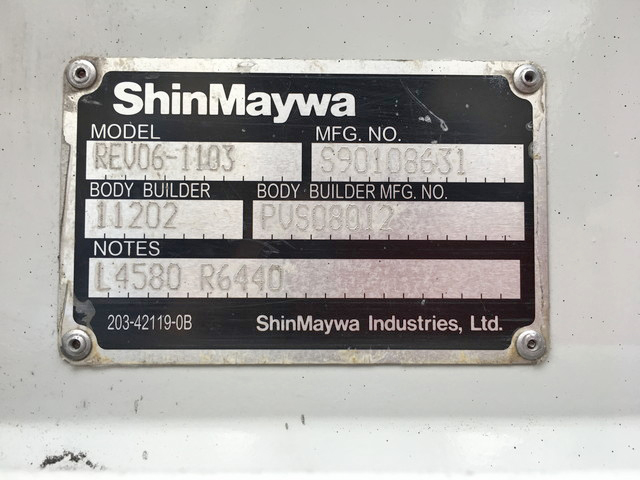 ShinMaywa
MODEL MFG. NO.
REV06-1103 S90108631
BODY BUILDER BODY BUILDER MFG. NO.
11202
NOTES
L4580 R6440
203-42119-0B ShinMaywa Industries, Ltd.